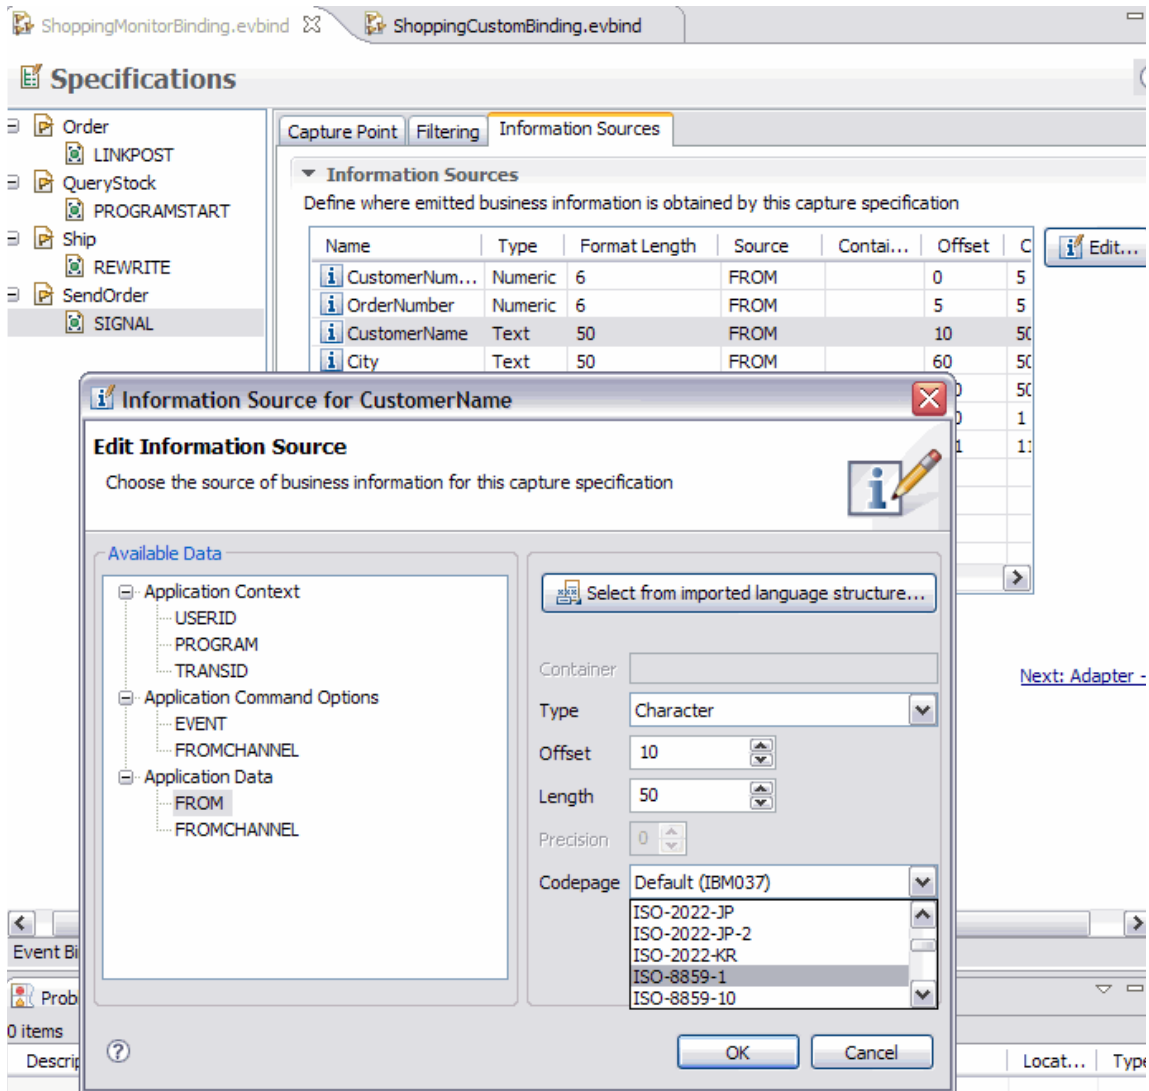 ShoppingMonitorBinding.evbind ShoppingCustomBinding.evbind
Specifications
Order
LINKPOST
QueryStock
PROGRAMSTART
Ship
REWRITE
SendOrder
SIGNAL
Capture Point Filtering Information Sources
Information Sources
Define where emitted business information is obtained by this capture specification
Name Type Format Length Source Contai... Offset C
CustomerNum... Numeric 6 FROM 0 5
OrderNumber Numeric 6 FROM 5 5
CustomerName Text 50 FROM 10 50
City Text 50 FROM 60 50
50
1
Edit...
Next: Adapter -
Information Source for CustomerName
Edit Information Source
Choose the source of business information for this capture specification
Available Data
Application Context
USERID
PROGRAM
TRANSID
Application Command Options
EVENT
FROMCHANNEL
Application Data
FROM
FROMCHANNEL
Select from imported language structure...
Container
Type Character
Offset 10
Length 50
Precision 0
Codepage Default (IBM037)
ISO-2022-JP
ISO-2022-JP-2
ISO-2022-KR
ISO-8859-1
ISO-8859-10
OK Cancel
Event Bi
Prob
0 items
Descrip Locat... Type